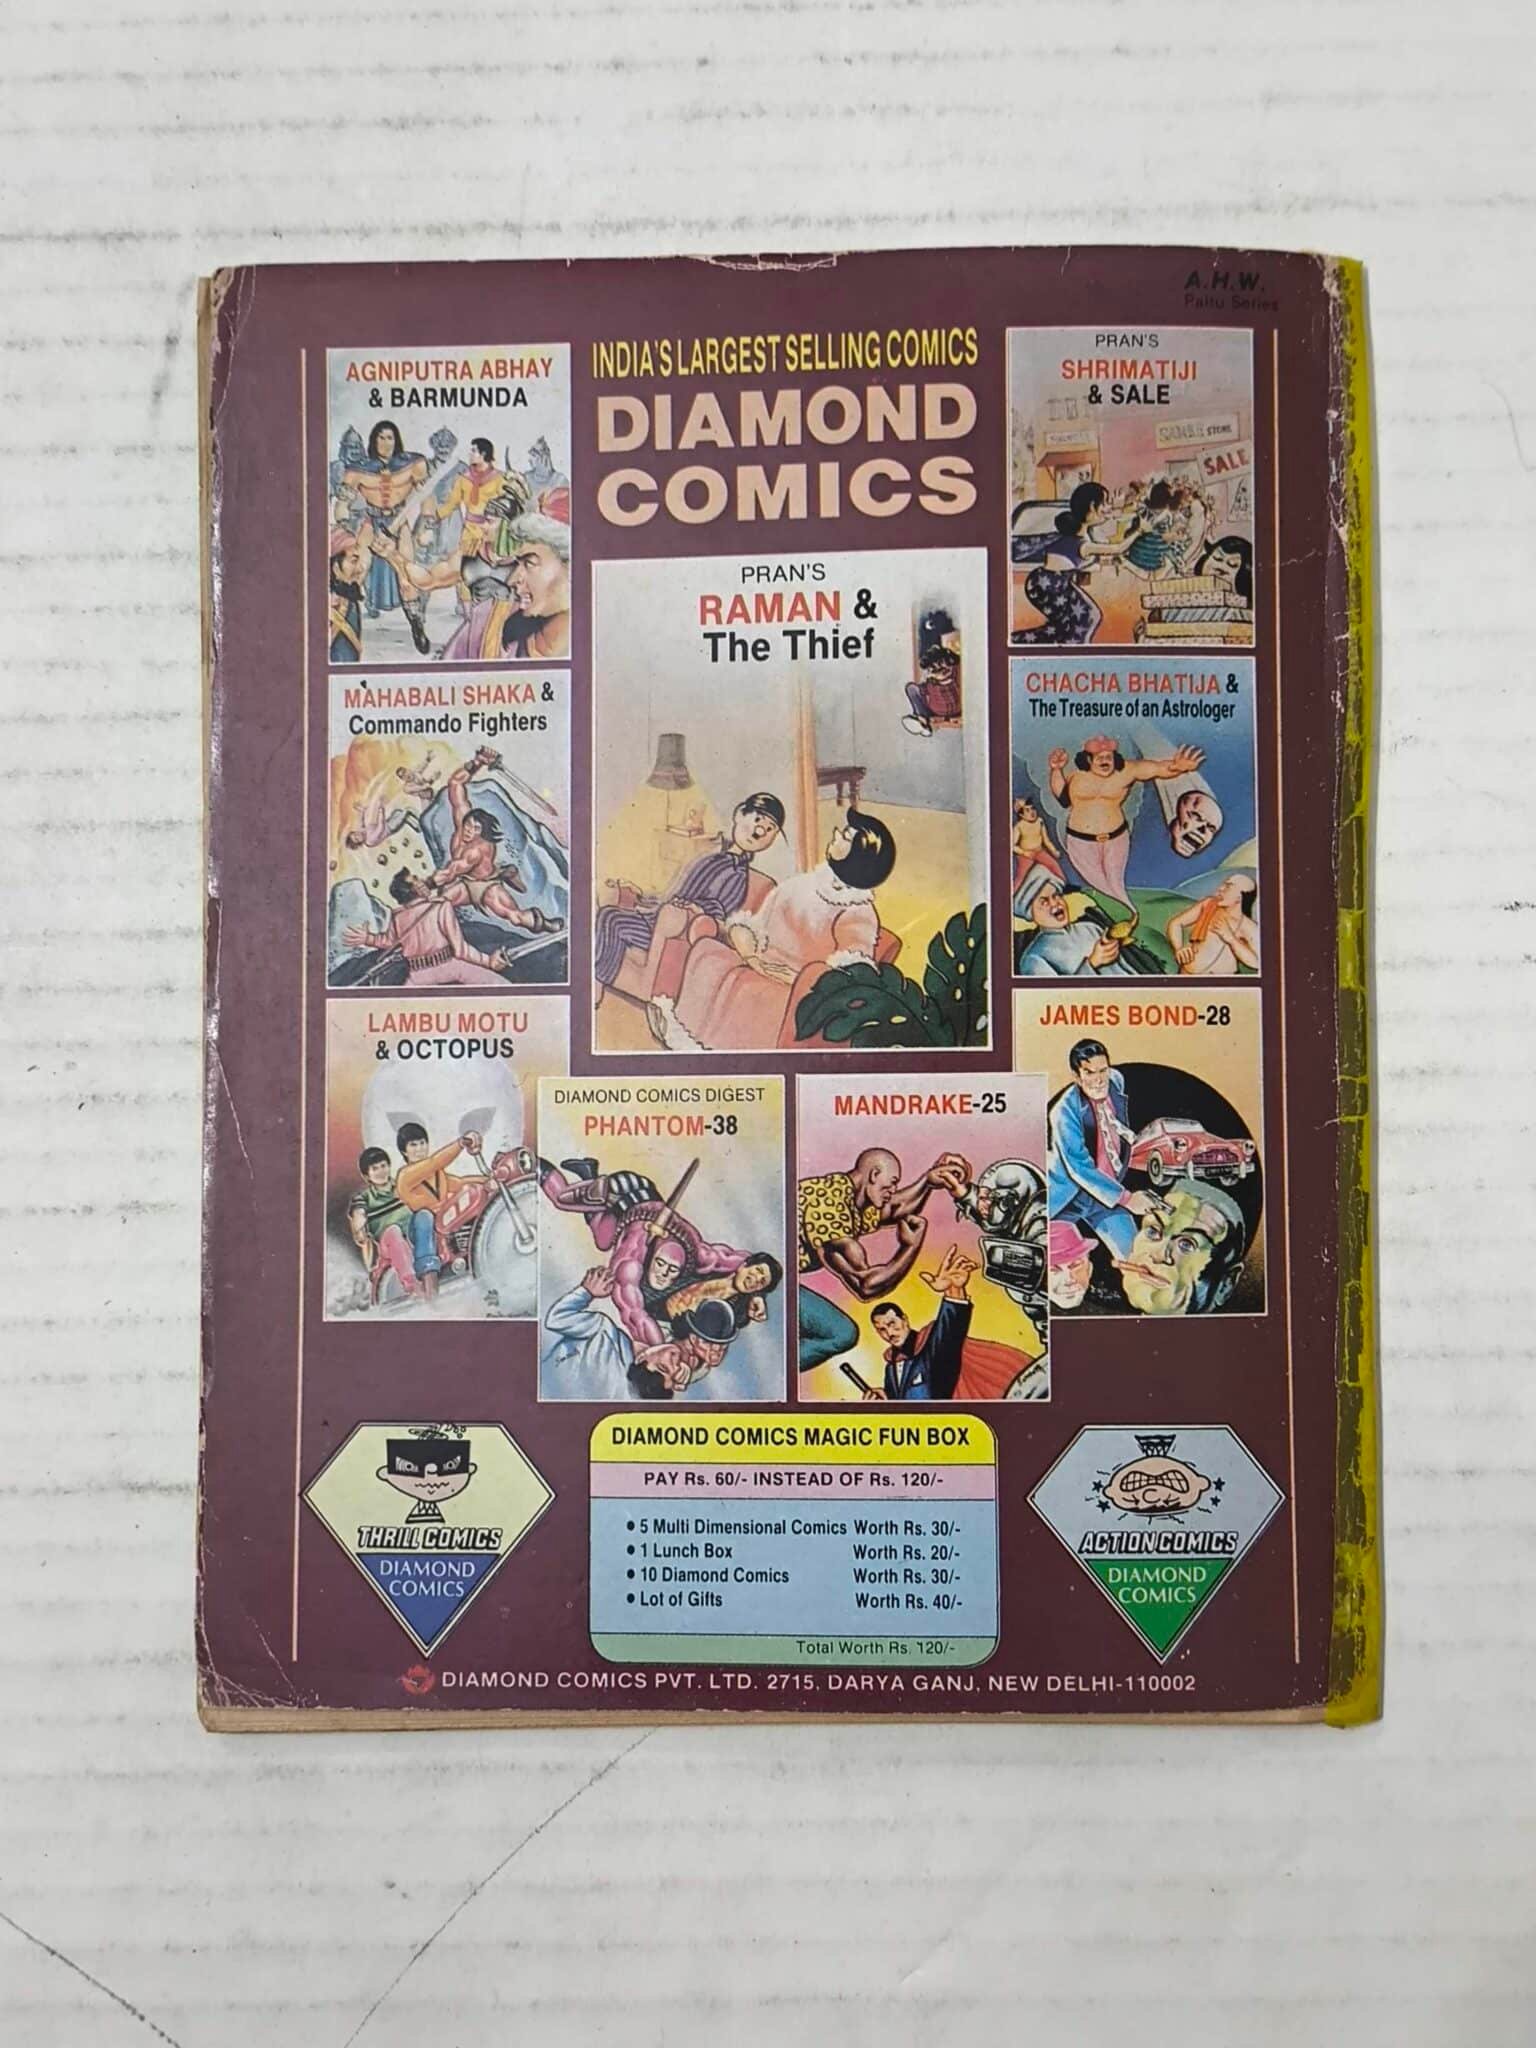 A.H.W.
Paltu Series
INDIA'S LARGEST SELLING COMICS
DIAMOND
COMICS
AGNIPUTRA ABHAY
& BARMUNDA
PRAN'S
SHRIMATIJI
& SALE
STORE
SALE
PRAN'S
RAMAN &
The Thief
MAHABALI SHAKA &
Commando Fighters
CHACHA BHATIJA &
The Treasure of an Astrologer
LAMBU MOTU
& OCTOPUS
JAMES BOND-28
DIAMOND COMICS DIGEST
PHANTOM-38
MANDRAKE-25
THRILL COMICS
DIAMOND
COMICS
DIAMOND COMICS MAGIC FUN BOX
PAY Rs. 60/- INSTEAD OF Rs. 120/-
• 5 Multi Dimensional Comics Worth Rs. 30/-
• 1 Lunch Box Worth Rs. 20/-
• 10 Diamond Comics Worth Rs. 30/-
• Lot of Gifts Worth Rs. 40/-
Total Worth Rs. 120/-
ACTION COMICS
DIAMOND
COMICS
DIAMOND COMICS PVT. LTD. 2715, DARYA GANJ, NEW DELHI-110002